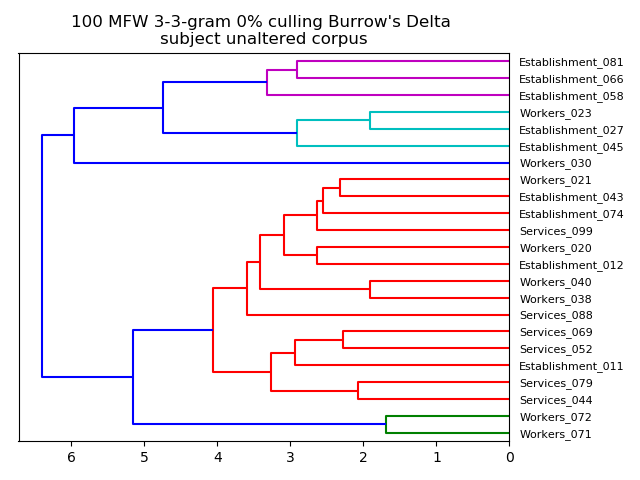 100 MFW 3-3-gram 0% culling Burrow's Delta
subject unaltered corpus
Establishment_081
Establishment_066
Establishment_058
Workers_023
Establishment_027
Establishment_045
Workers_030
Workers_021
Establishment_043
Establishment_074
Services_099
Workers_020
Establishment_012
Workers_040
Workers_038
Services_088
Services_069
Services_052
Establishment_011
Services_079
Services_044
Workers_072
Workers_071
6 5 4 3 2 1 0